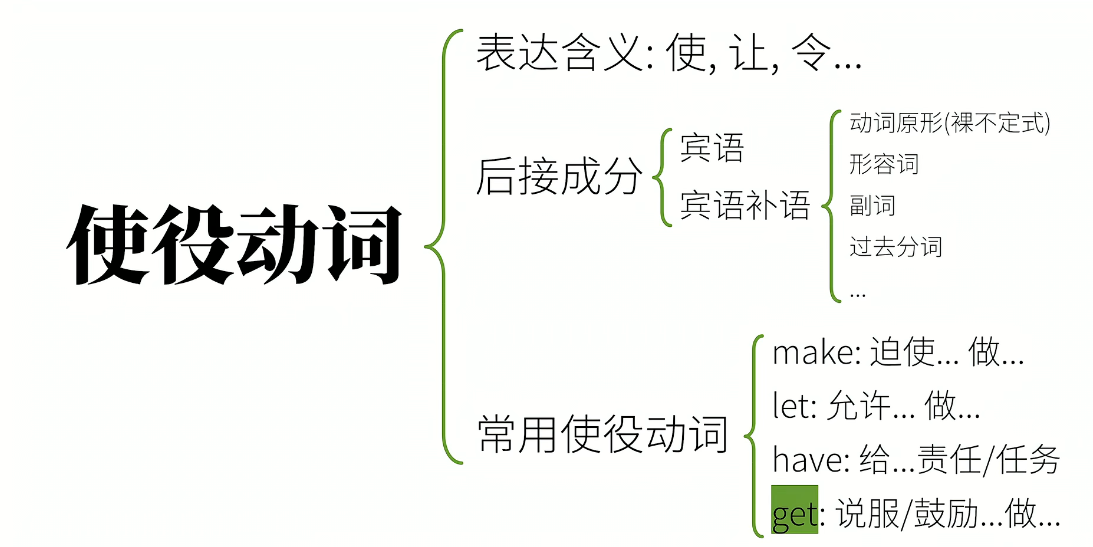 使役动词
表达含义: 使, 让, 令...
后接成分
宾语
宾语补语
动词原形(裸不定式)
形容词
副词
过去分词
...
常用使役动词
make: 迫使... 做...
let: 允许... 做...
have: 给...责任/任务
get: 说服/鼓励...做...